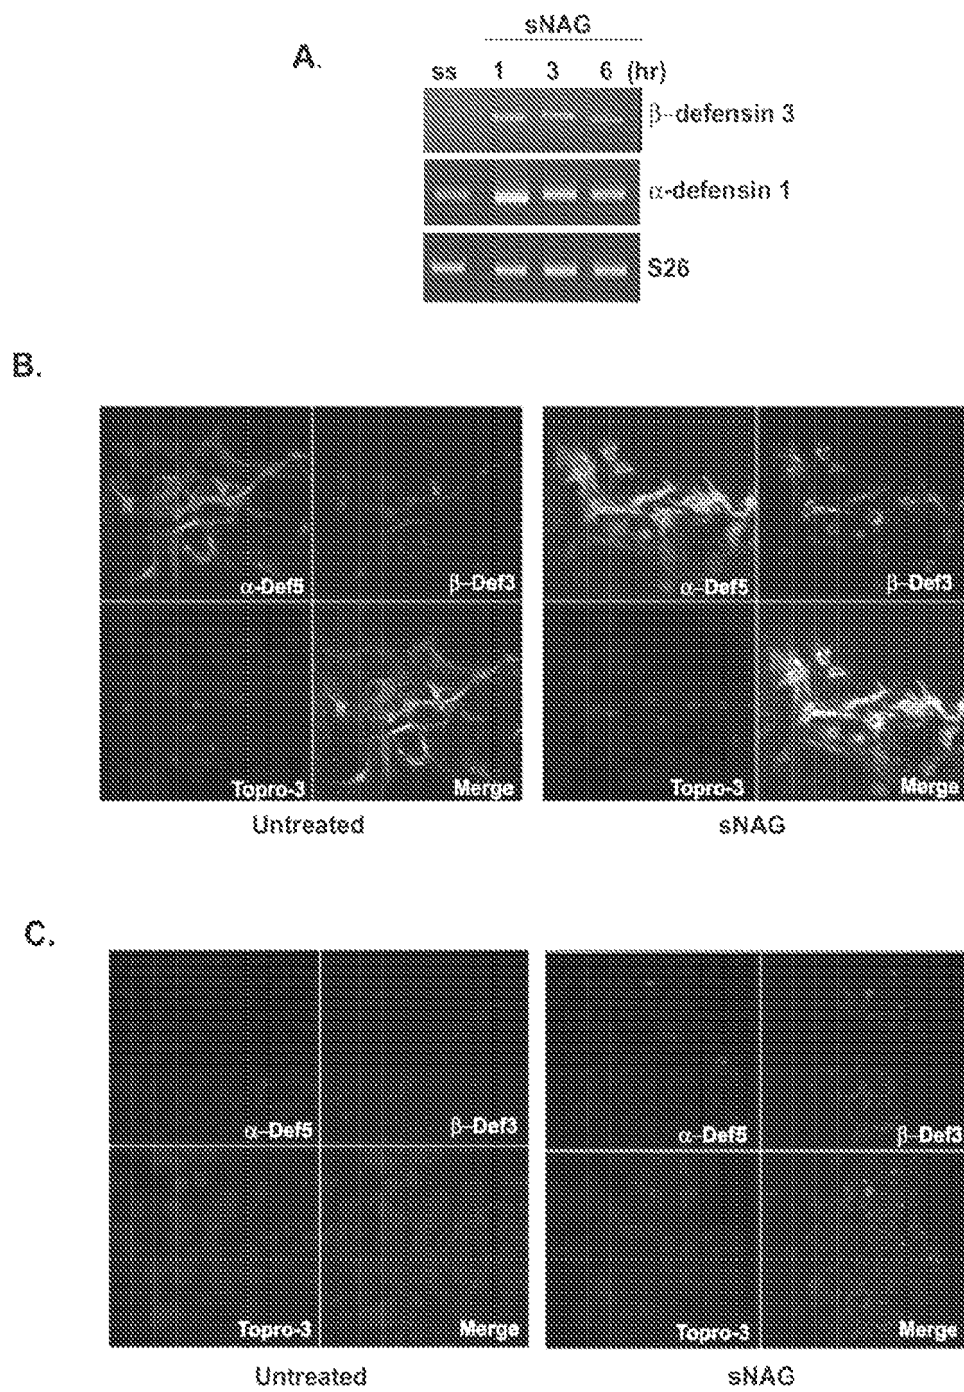 A.
sNAG
ss 1 3 6 (hr)
β-defensin 3
α-defensin 1
S26
B.
α-Def5 β-Def3 α-Def5 β-Def3
Topro-3 Merge Topro-3 Merge
Untreated sNAG
C.
α-Def5 β-Def3 α-Def5 β-Def3
Topro-3 Merge Topro-3 Merge
Untreated sNAG